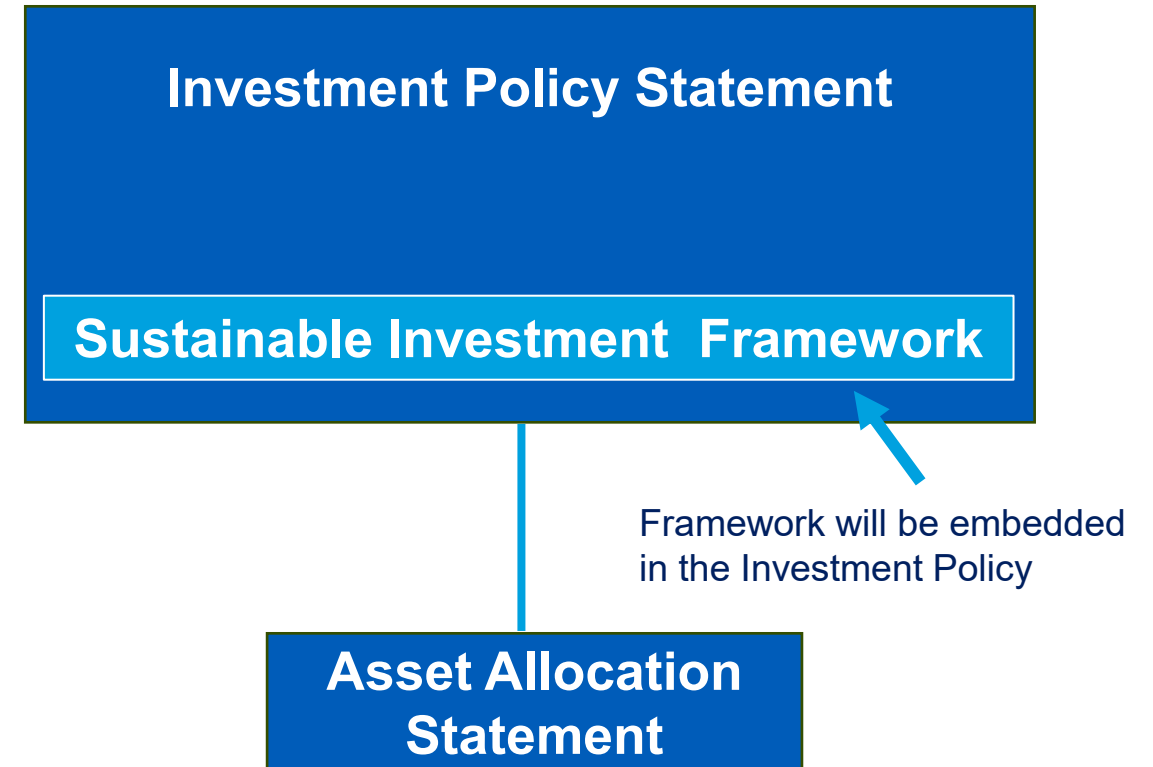 Investment Policy Statement
Sustainable Investment  Framework
Framework will be embedded
in the Investment Policy
Asset Allocation
Statement